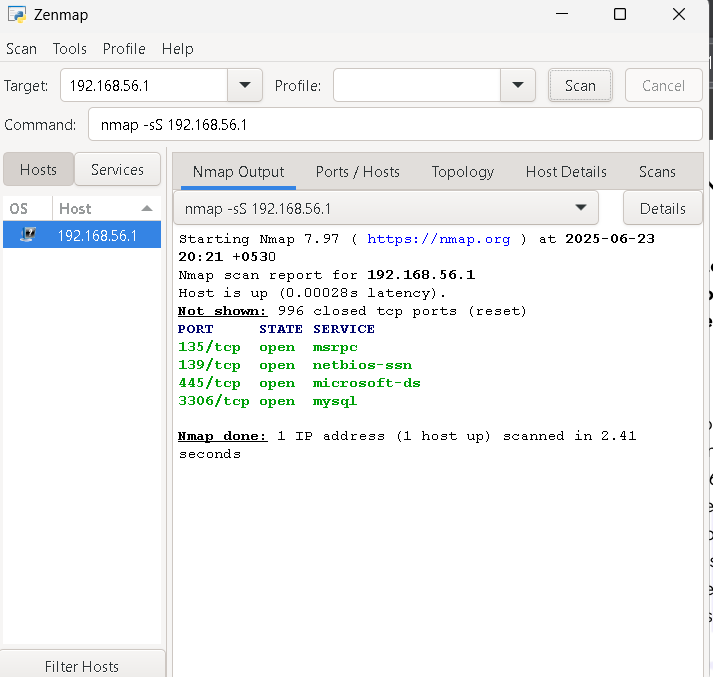 Zenmap
Scan Tools Profile Help
Target: 192.168.56.1 Profile: Scan Cancel
Command: nmap -sS 192.168.56.1
Hosts Services
OS Host
192.168.56.1
Filter Hosts
Nmap Output Ports / Hosts Topology Host Details Scans
nmap -sS 192.168.56.1 Details
Starting Nmap 7.97 ( https://nmap.org ) at 2025-06-23
20:21 +0530
Nmap scan report for 192.168.56.1
Host is up (0.00028s latency).
Not shown: 996 closed tcp ports (reset)
PORT STATE SERVICE
135/tcp open msrpc
139/tcp open netbios-ssn
445/tcp open microsoft-ds
3306/tcp open mysql
Nmap done: 1 IP address (1 host up) scanned in 2.41
seconds